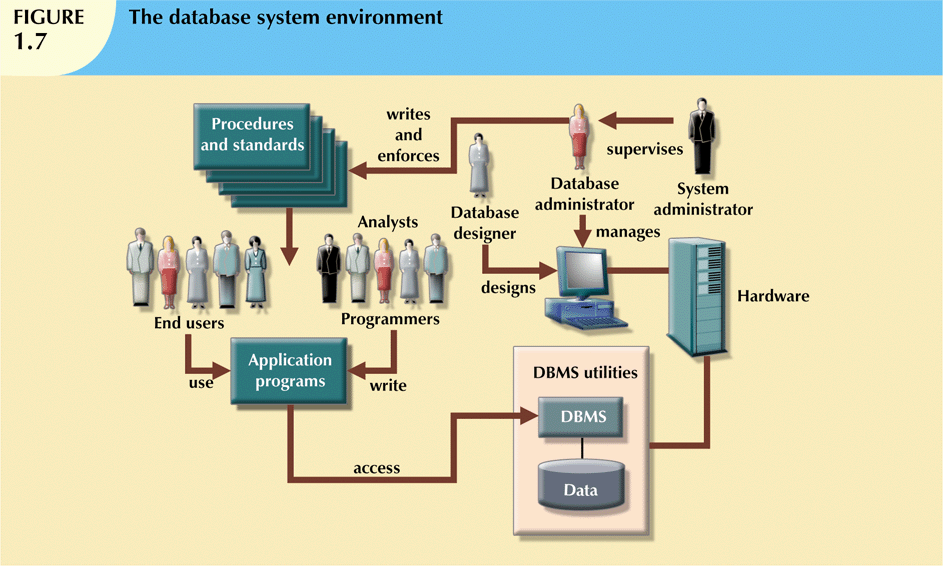 FIGURE
1.7
The database system environment
Procedures
and standards
writes
and
enforces
supervises
Database
administrator
System
administrator
Analysts
Database
designer
manages
designs
Hardware
End users
Programmers
Application
programs
use
write
DBMS utilities
DBMS
access
Data